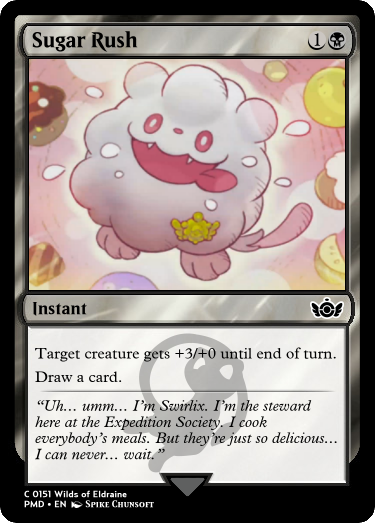 Sugar Rush 1
Instant
Target creature gets +3/+0 until end of turn.
Draw a card.
“Uh… umm… I’m Swirlix. I’m the steward
here at the Expedition Society. I cook
everybody’s meals. But they’re just so delicious…
I can never… wait.”
C 0151 Wilds of Eldraine
PMD • EN Spike Chunsoft